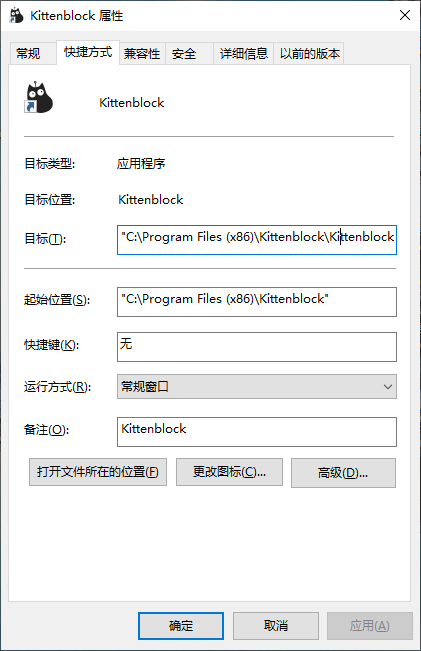 Kittenblock 属性
常规 快捷方式 兼容性 安全 详细信息 以前的版本
Kittenblock
目标类型: 应用程序
目标位置: Kittenblock
目标(T): "C:\Program Files (x86)\Kittenblock\Kittenblock
起始位置(S): "C:\Program Files (x86)\Kittenblock"
快捷键(K): 无
运行方式(R): 常规窗口
备注(O): Kittenblock
打开文件所在的位置(F) 更改图标(C)... 高级(D)...
确定 取消 应用(A)